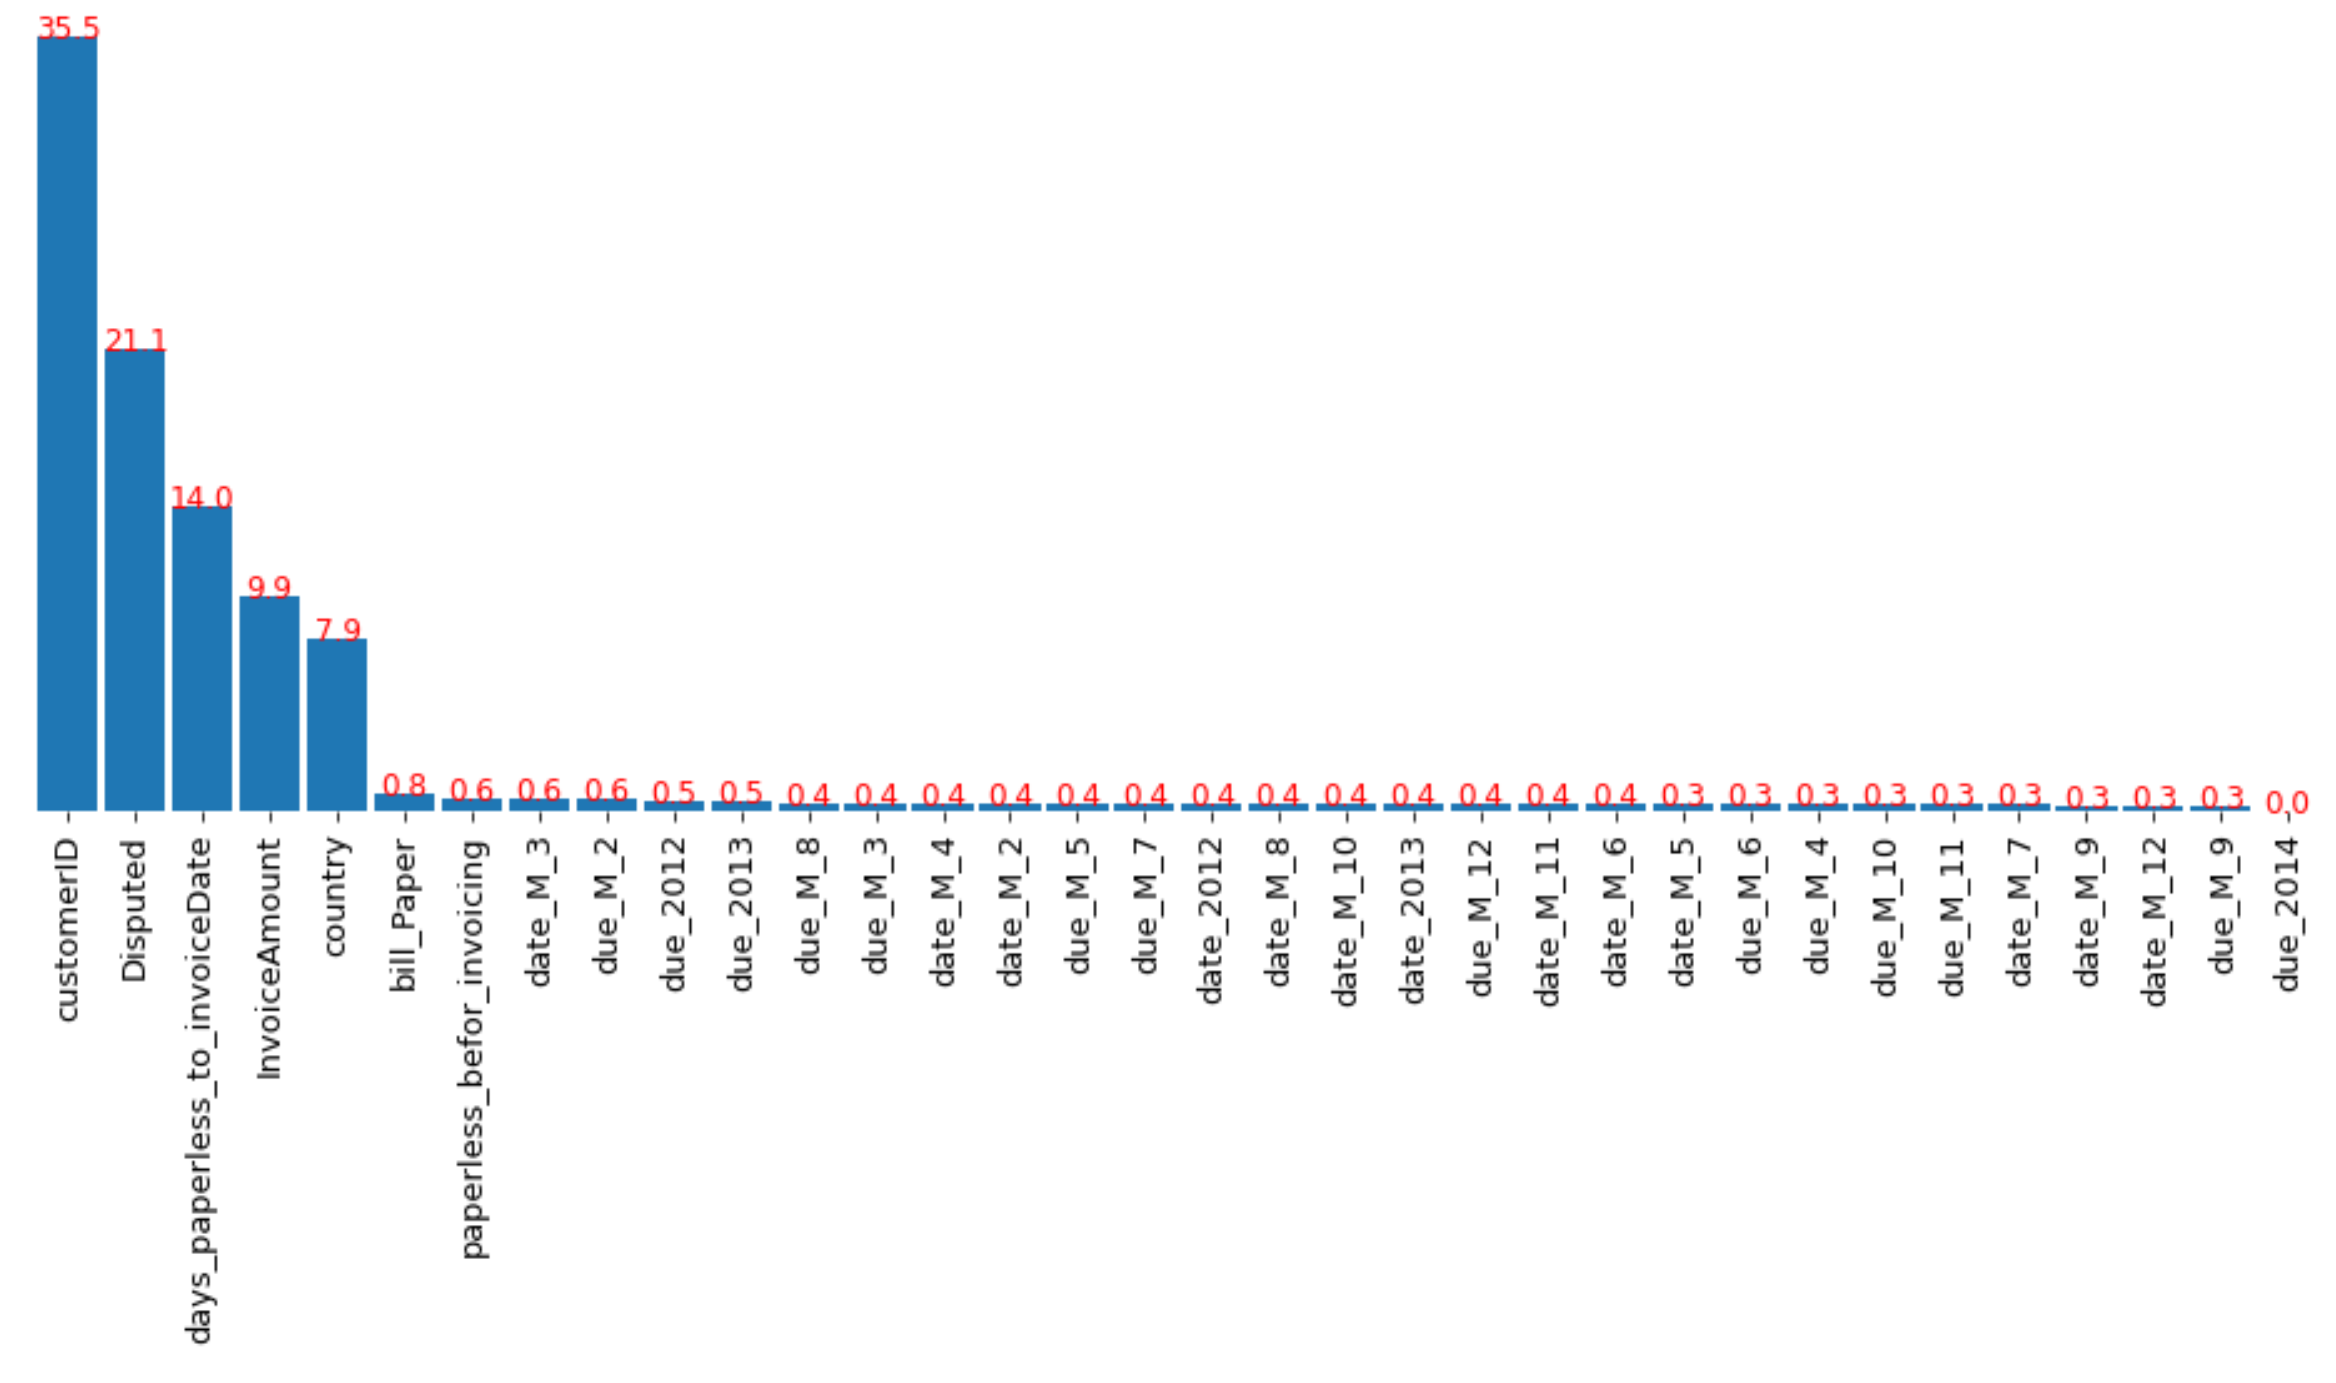 35.5
21.1
14.0
9.9
7.9
0.8
0.6
0.6
0.6
0.5
0.5
0.4
0.4
0.4
0.4
0.4
0.4
0.4
0.4
0.4
0.4
0.4
0.4
0.4
0.3
0.3
0.3
0.3
0.3
0.3
0.3
0.3
0.3
0.0
customerID
Disputed
days_paperless_to_invoiceDate
InvoiceAmount
country
bill_Paper
paperless_befor_invoicing
date_M_3
due_M_2
due_2012
due_2013
due_M_8
due_M_3
date_M_4
date_M_2
due_M_5
due_M_7
date_2012
date_M_8
date_M_10
date_2013
due_M_12
date_M_11
date_M_6
date_M_5
due_M_6
due_M_4
due_M_10
due_M_11
date_M_7
date_M_9
date_M_12
due_M_9
due_2014